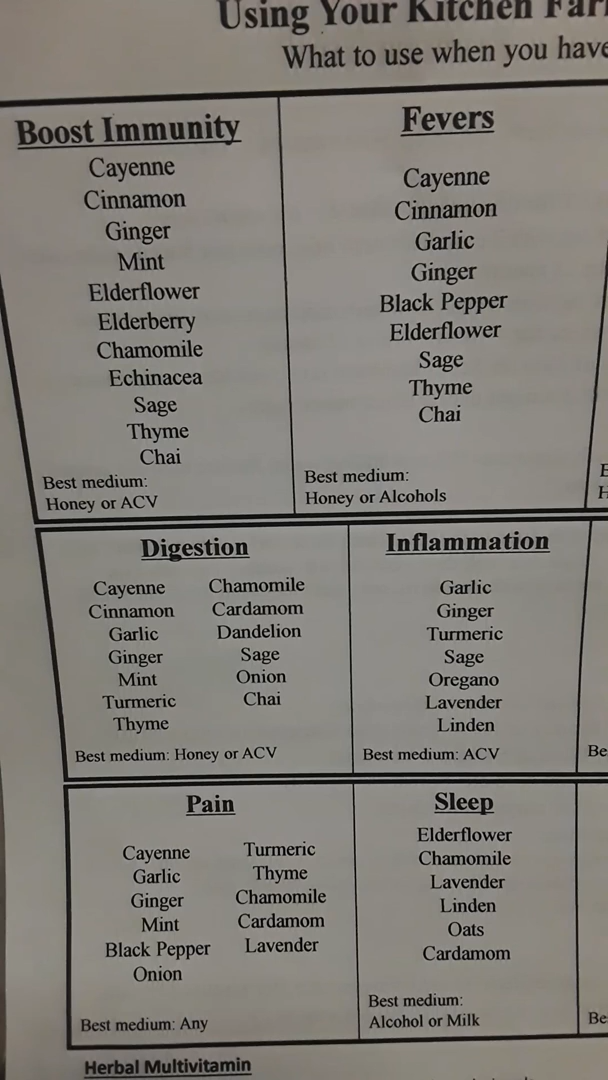 Using Your Kitchen
What to use when you have
Boost Immunity
Cayenne
Cinnamon
Ginger
Mint
Elderflower
Elderberry
Chamomile
Echinacea
Sage
Thyme
Chai
Best medium:
Honey or ACV
Fevers
Cayenne
Cinnamon
Garlic
Ginger
Black Pepper
Elderflower
Sage
Thyme
Chai
Best medium:
Honey or Alcohols
Digestion
Cayenne
Cinnamon
Garlic
Ginger
Mint
Turmeric
Thyme
Chamomile
Cardamom
Dandelion
Sage
Onion
Chai
Best medium: Honey or ACV
Inflammation
Garlic
Ginger
Turmeric
Sage
Oregano
Lavender
Linden
Best medium: ACV
Be
Pain
Cayenne
Garlic
Ginger
Mint
Black Pepper
Onion
Turmeric
Thyme
Chamomile
Cardamom
Lavender
Best medium: Any
Sleep
Elderflower
Chamomile
Lavender
Linden
Oats
Cardamom
Best medium:
Alcohol or Milk
Be
Herbal Multivitamin